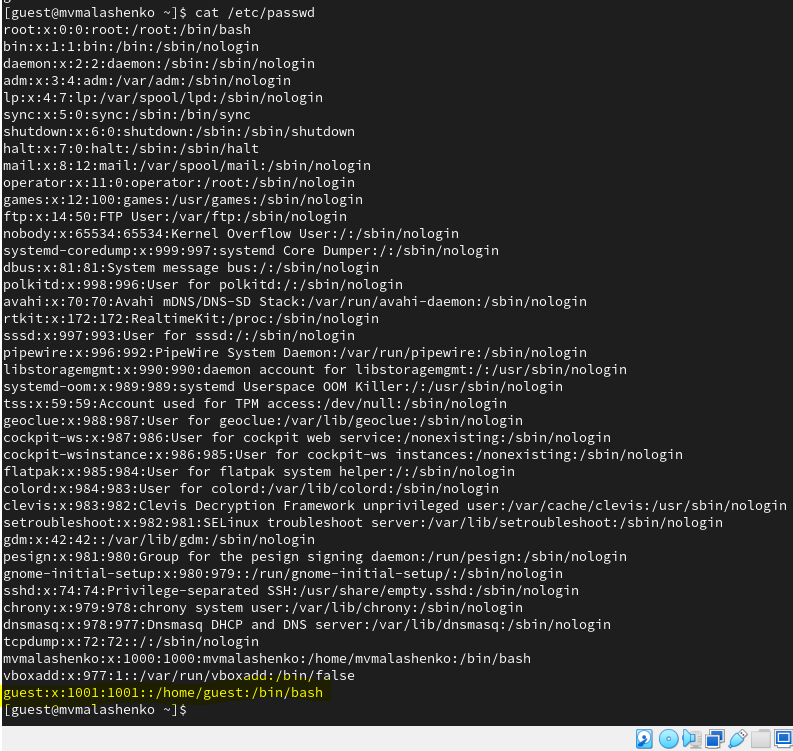 [guest@mvmalashenko ~]$ cat /etc/passwd
root:x:0:0:root:/root:/bin/bash
bin:x:1:1:bin:/bin:/sbin/nologin
daemon:x:2:2:daemon:/sbin:/sbin/nologin
adm:x:3:4:adm:/var/adm:/sbin/nologin
lp:x:4:7:lp:/var/spool/lpd:/sbin/nologin
sync:x:5:0:sync:/sbin:/bin/sync
shutdown:x:6:0:shutdown:/sbin:/sbin/shutdown
halt:x:7:0:halt:/sbin:/sbin/halt
mail:x:8:12:mail:/var/spool/mail:/sbin/nologin
operator:x:11:0:operator:/root:/sbin/nologin
games:x:12:100:games:/usr/games:/sbin/nologin
ftp:x:14:50:FTP User:/var/ftp:/sbin/nologin
nobody:x:65534:65534:Kernel Overflow User:/:/sbin/nologin
systemd-coredump:x:999:997:systemd Core Dumper:/:/sbin/nologin
dbus:x:81:81:System message bus:/:/sbin/nologin
polkitd:x:998:996:User for polkitd:/:/sbin/nologin
avahi:x:70:70:Avahi mDNS/DNS-SD Stack:/var/run/avahi-daemon:/sbin/nologin
rtkit:x:172:172:RealtimeKit:/proc:/sbin/nologin
sssd:x:997:993:User for sssd:/:/sbin/nologin
pipewire:x:996:992:PipeWire System Daemon:/var/run/pipewire:/sbin/nologin
libstoragemgmt:x:990:990:daemon account for libstoragemgmt:/:/usr/sbin/nologin
systemd-oom:x:989:989:systemd Userspace OOM Killer:/:/usr/sbin/nologin
tss:x:59:59:Account used for TPM access:/dev/null:/sbin/nologin
geoclue:x:988:987:User for geoclue:/var/lib/geoclue:/sbin/nologin
cockpit-ws:x:987:986:User for cockpit web service:/nonexisting:/sbin/nologin
cockpit-wsinstance:x:986:985:User for cockpit-ws instances:/nonexisting:/sbin/nologin
flatpak:x:985:984:User for flatpak system helper:/:/sbin/nologin
colord:x:984:983:User for colord:/var/lib/colord:/sbin/nologin
clevis:x:983:982:Clevis Decryption Framework unprivileged user:/var/cache/clevis:/usr/sbin/nologin
setroubleshoot:x:982:981:SELinux troubleshoot server:/var/lib/setroubleshoot:/sbin/nologin
gdm:x:42:42::/var/lib/gdm:/sbin/nologin
pesign:x:981:980:Group for the pesign signing daemon:/run/pesign:/sbin/nologin
gnome-initial-setup:x:980:979::/run/gnome-initial-setup/:/sbin/nologin
sshd:x:74:74:Privilege-separated SSH:/usr/share/empty.sshd:/sbin/nologin
chrony:x:979:978:chrony system user:/var/lib/chrony:/sbin/nologin
dnsmasq:x:978:977:Dnsmasq DHCP and DNS server:/var/lib/dnsmasq:/sbin/nologin
tcpdump:x:72:72::/:/sbin/nologin
mvmalashenko:x:1000:1000:mvmalashenko:/home/mvmalashenko:/bin/bash
vboxadd:x:977:1::/var/run/vboxadd:/bin/false
guest:x:1001:1001::/home/guest:/bin/bash
[guest@mvmalashenko ~]$